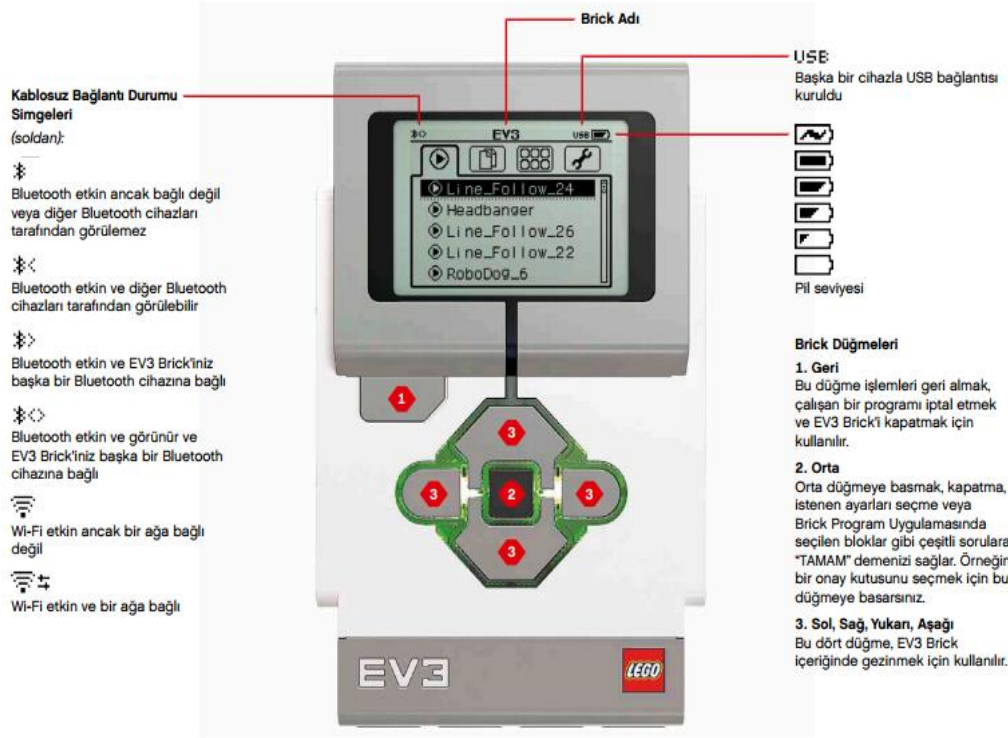 Brick Adı
Kablosuz Bağlantı Durumu
Simgeleri
(soldan):
Bluetooth etkin ancak bağlı değil
veya diğer Bluetooth cihazları
tarafından görülemez
Bluetooth etkin ve diğer Bluetooth
cihazları tarafından görülebilir
Bluetooth etkin ve EV3 Brick'iniz
başka bir Bluetooth cihazına bağlı
Bluetooth etkin ve görünür ve
EV3 Brick'iniz başka bir Bluetooth
cihazına bağlı
Wi-Fi etkin ancak bir ağa bağlı
değil
Wi-Fi etkin ve bir ağa bağlı
EV3 USB
Line_Follow_24
Headbanger
Line_Follow_26
Line_Follow_22
RoboDog_6
1
3
3 2 3
3
EV3
LEGO
USB
Başka bir cihazla USB bağlantısı
kuruldu
Pil seviyesi
Brick Düğmeleri
1. Geri
Bu düğme işlemleri geri almak,
çalışan bir programı iptal etmek
ve EV3 Brick'i kapatmak için
kullanılır.
2. Orta
Orta düğmeye basmak, kapatma,
istenen ayarları seçme veya
Brick Program Uygulamasında
seçilen bloklar gibi çeşitli sorulara
"TAMAM" demenizi sağlar. Örneğin
bir onay kutusunu seçmek için bu
düğmeye basarsınız.
3. Sol, Sağ, Yukarı, Aşağı
Bu dört düğme, EV3 Brick
içeriğinde gezinmek için kullanılır.